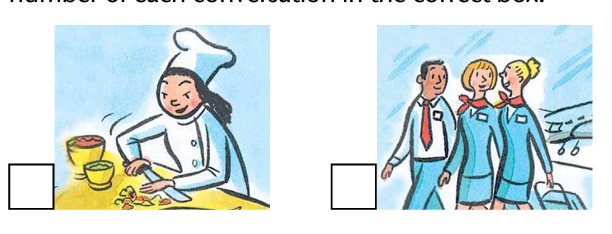 number of each conversation in the correct box.